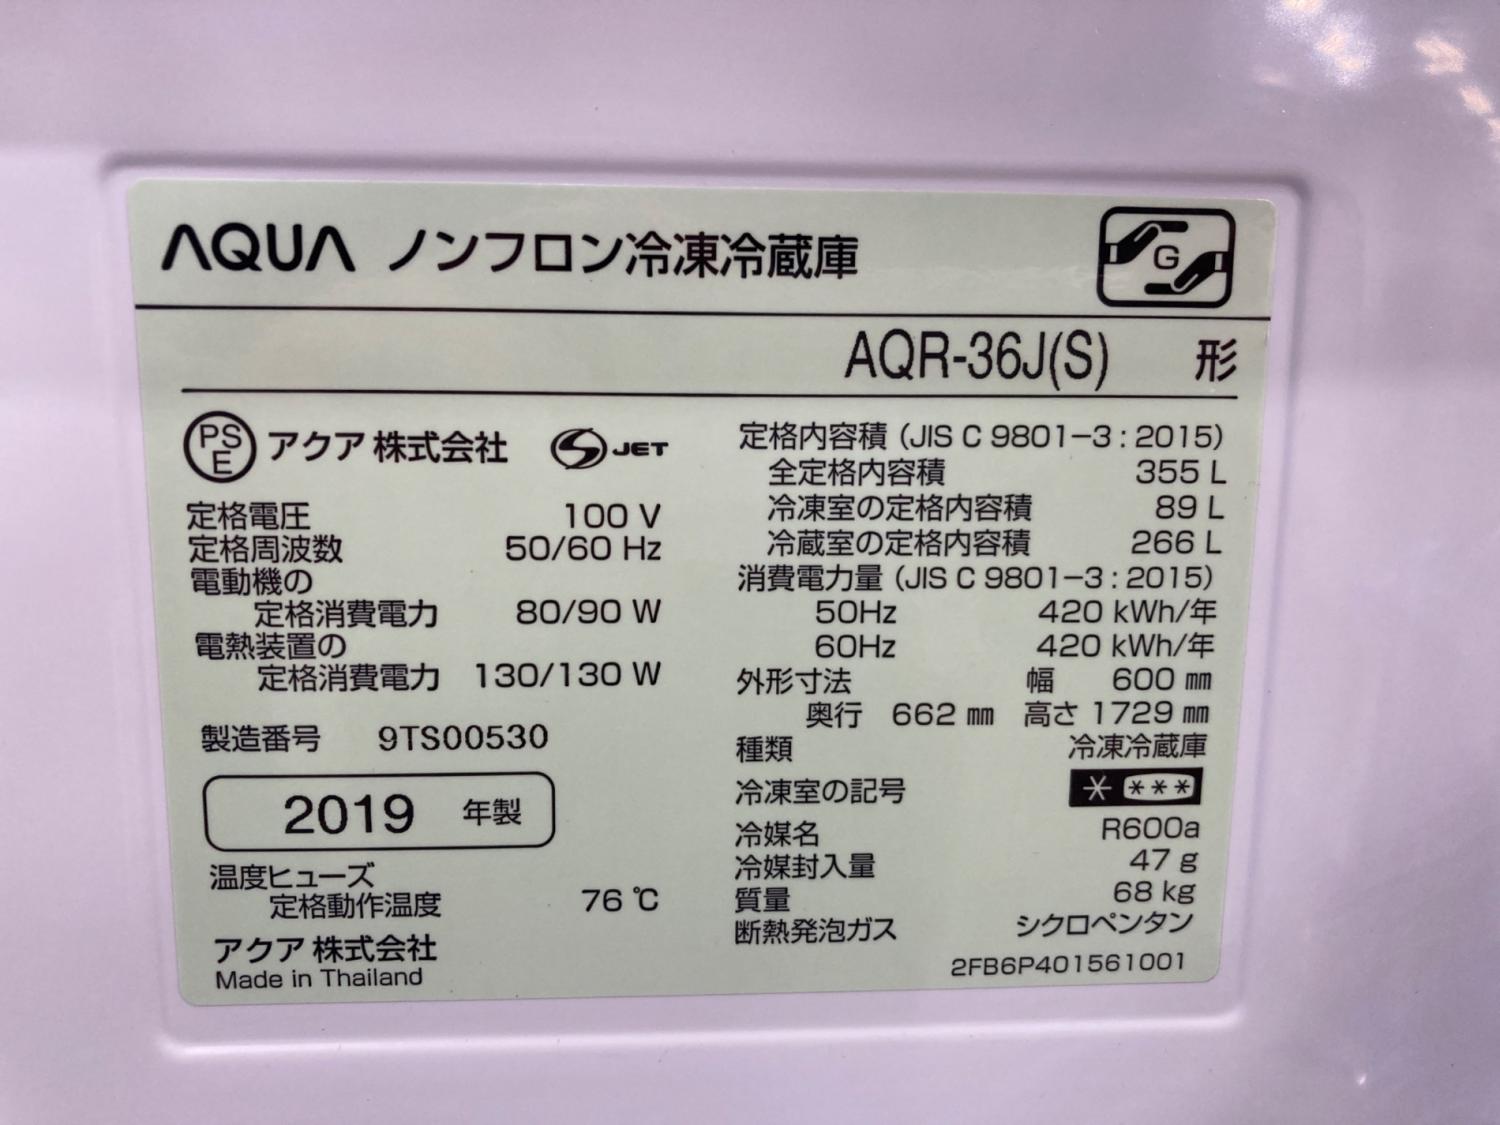 AQUA ノンフロン冷凍冷蔵庫
G
AQR-36J(S) 形
PSE アクア 株式会社 S JET
定格電圧 100 V
定格周波数 50/60 Hz
電動機の
定格消費電力 80/90 W
電熱装置の
定格消費電力 130/130 W
製造番号 9TS00530
2019 年製
温度ヒューズ
定格動作温度 76 ℃
アクア 株式会社
Made in Thailand
定格内容積 (JIS C 9801-3 : 2015)
全定格内容積 355 L
冷凍室の定格内容積 89 L
冷蔵室の定格内容積 266 L
消費電力量 (JIS C 9801-3 : 2015)
50Hz 420 kWh/年
60Hz 420 kWh/年
外形寸法 幅 600 ㎜
奥行 662 ㎜ 高さ 1729 ㎜
種類 冷凍冷蔵庫
冷凍室の記号 * ***
冷媒名 R600a
冷媒封入量 47 g
質量 68 kg
断熱発泡ガス シクロペンタン
2FB6P401561001